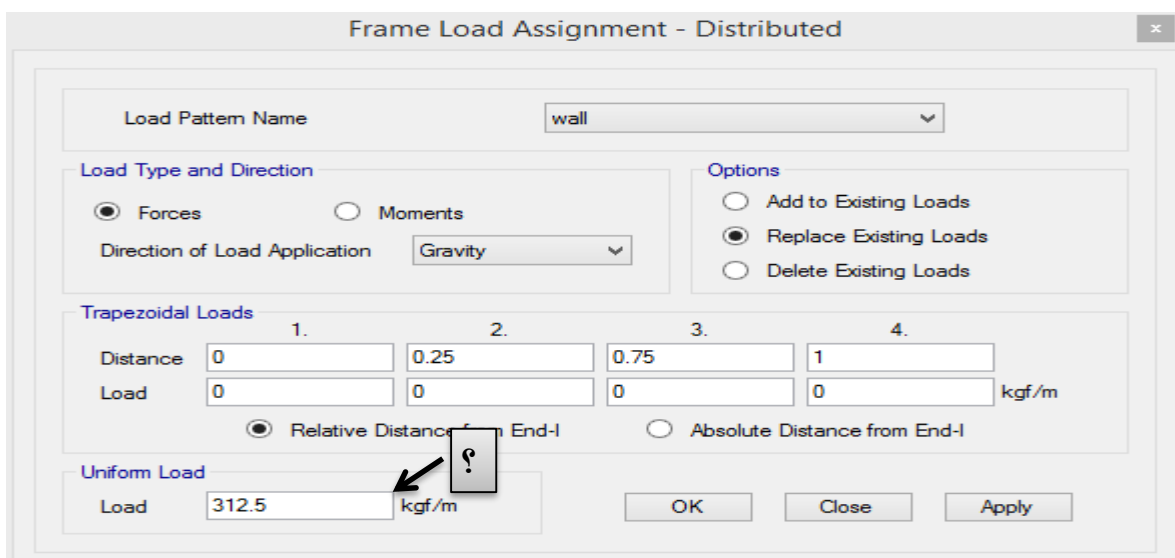 Frame Load Assignment - Distributed
x
Load Pattern Name wall
Load Type and Direction
Forces Moments
Direction of Load Application Gravity
Options
Add to Existing Loads
Replace Existing Loads
Delete Existing Loads
Trapezoidal Loads
1. 2. 3. 4.
Distance 0 0.25 0.75 1
Load 0 0 0 0 kgf/m
Relative Distance from End-I Absolute Distance from End-I
؟
Uniform Load
Load 312.5 kgf/m
OK Close Apply